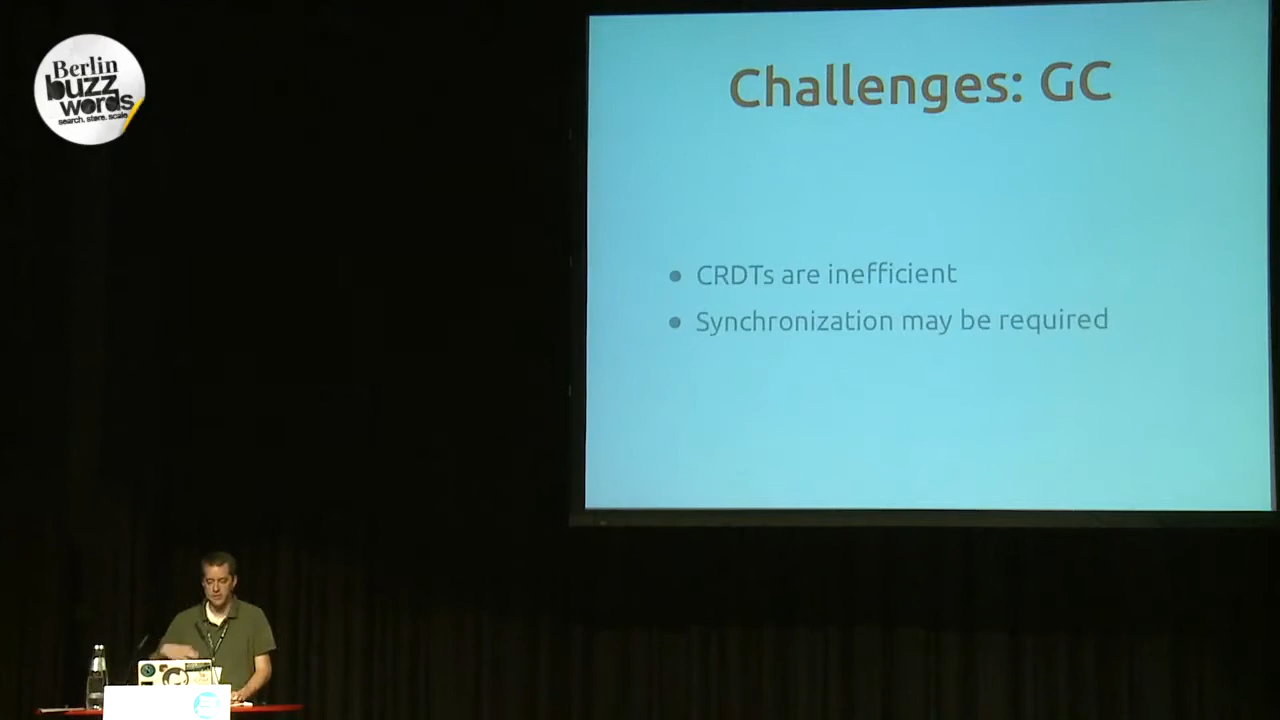 Berlin
buzz
words
search. store. scale
Challenges: GC
• CRDTs are inefficient
• Synchronization may be required